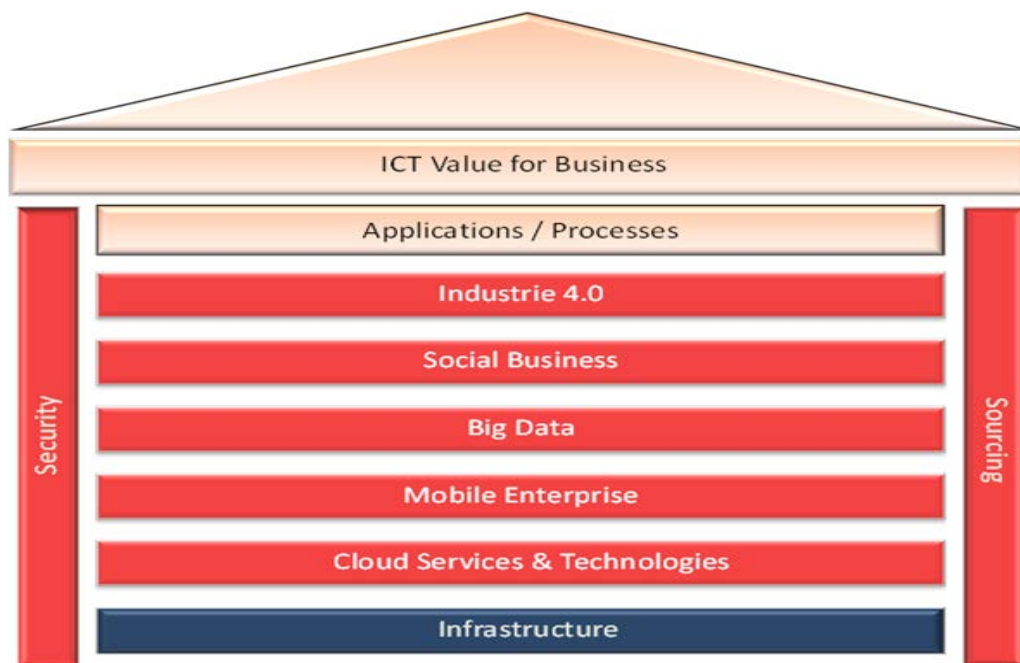 ICT Value for Business
Applications / Processes
Industrie 4.0
Social Business
Big Data
Mobile Enterprise
Cloud Services & Technologies
Infrastructure
Security
Sourcing